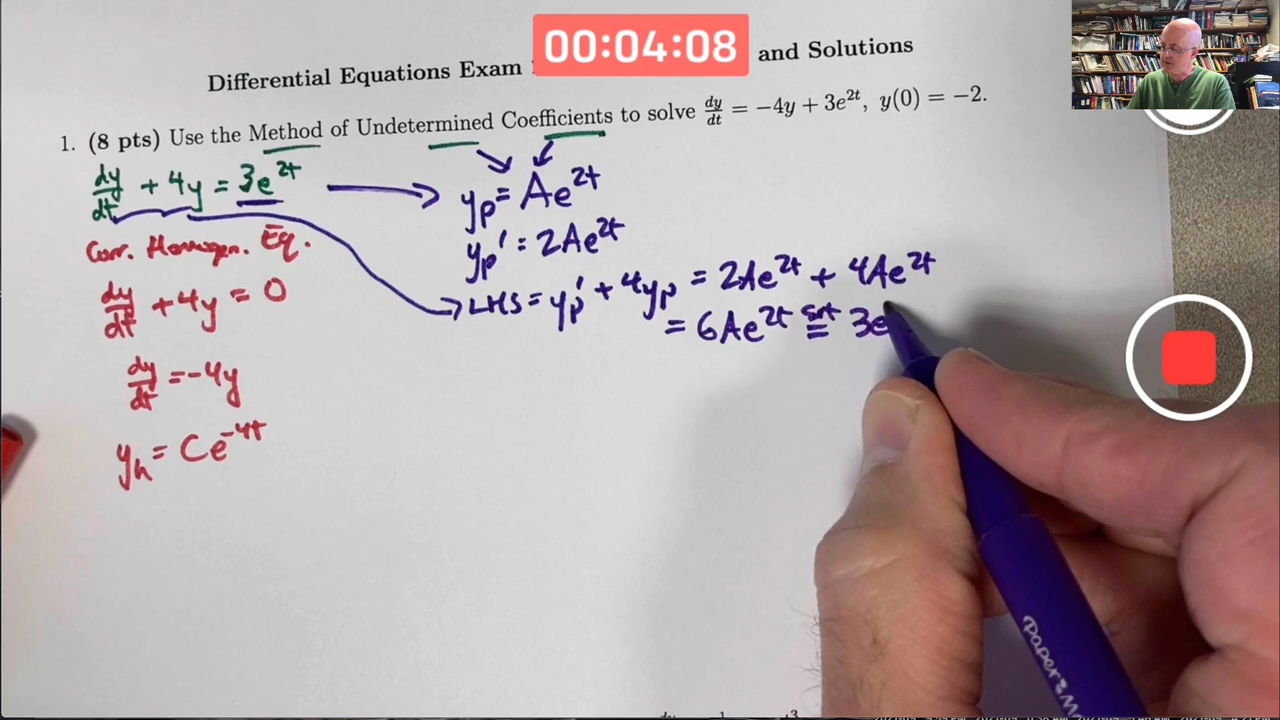 00:04:08
Differential Equations Exam and Solutions
1. (8 pts) Use the Method of Undetermined Coefficients to solve dy/dt = −4y + 3e^{2t}, y(0) = −2.
dy/dt + 4y = 3e^{2t}
y_p = Ae^{2t}
y_p' = 2Ae^{2t}
Corr. Homogen. Eq.
LHS = y_p' + 4y_p = 2Ae^{2t} + 4Ae^{2t}
= 6Ae^{2t} set = 3e
dy/dt + 4y = 0
dy/dt = -4y
y_h = Ce^{-4t}